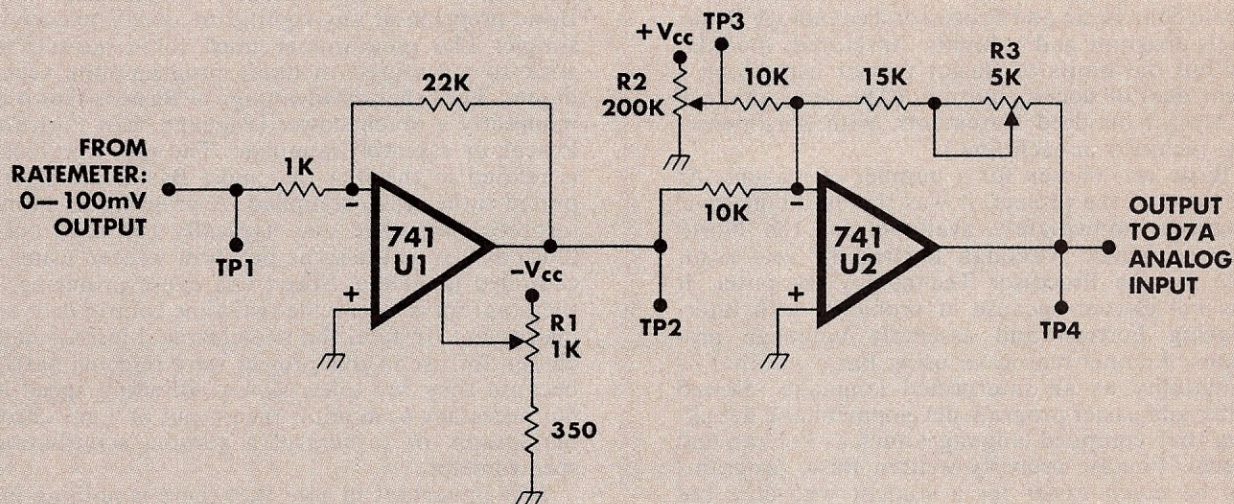 FROM
RATEMETER:
0—100mV
OUTPUT
TP1
1K
22K
−
+
741
U1
−Vcc
R1
1K
350
TP2
+Vcc
R2
200K
TP3
10K
10K
15K
R3
5K
−
+
741
U2
TP4
OUTPUT
TO D7A
ANALOG
INPUT